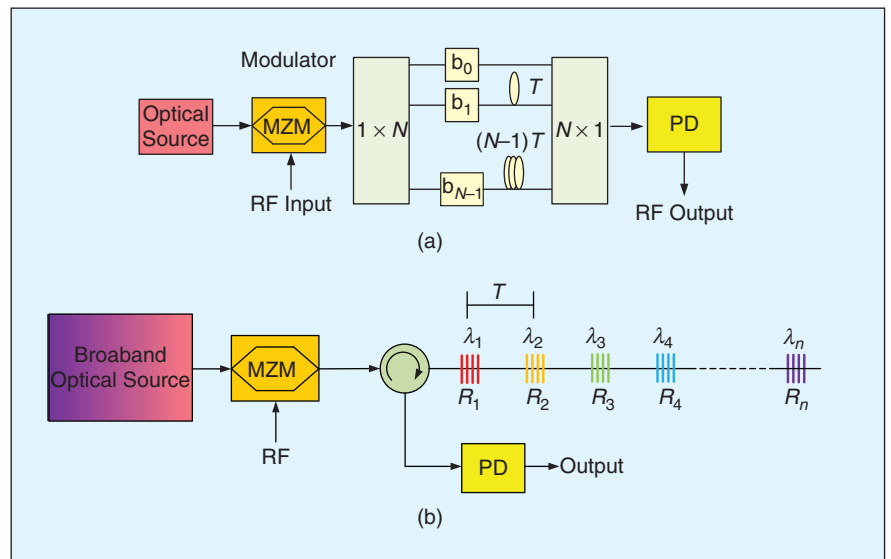 Modulator
Optical
Source
MZM
RF Input
1 × N
b0
b1
bN–1
T
(N–1) T
N × 1
PD
RF Output
(a)
T
Broaband
Optical Source
MZM
RF
λ1 λ2 λ3 λ4 λn
R1 R2 R3 R4 Rn
PD
Output
(b)